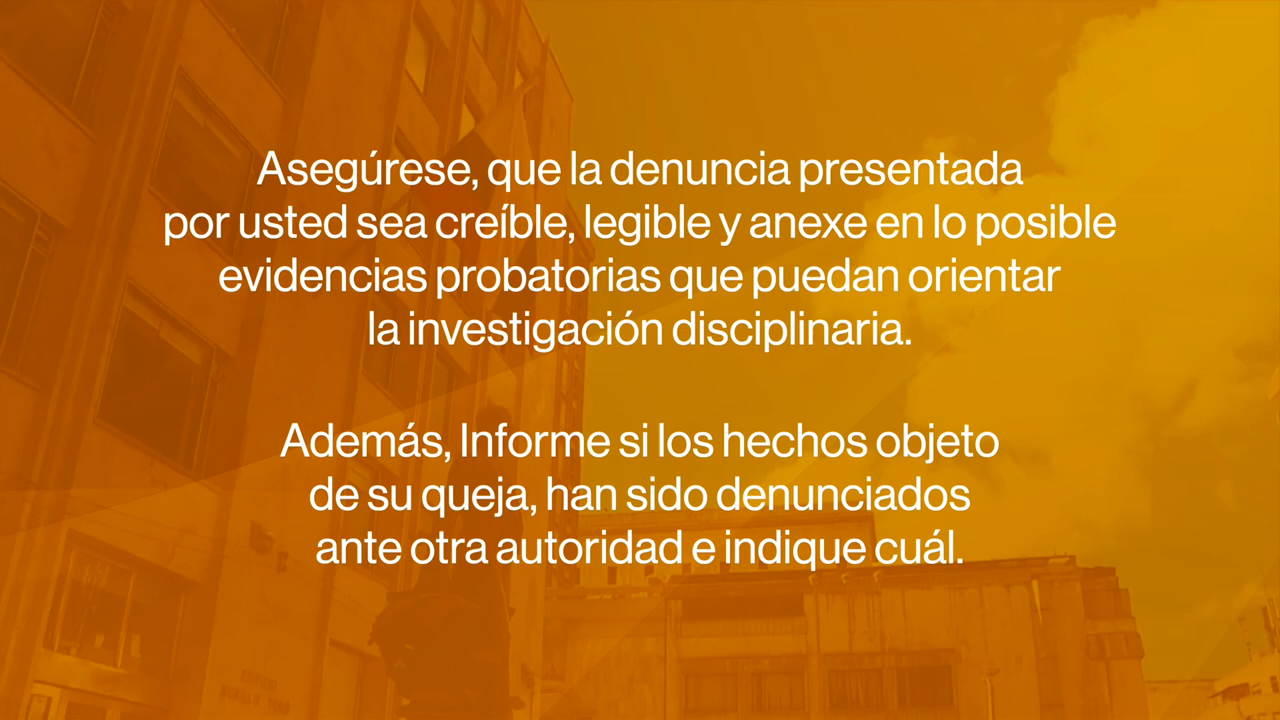 Asegúrese, que la denuncia presentada
por usted sea creíble, legible y anexe en lo posible
evidencias probatorias que puedan orientar
la investigación disciplinaria.
Además, Informe si los hechos objeto
de su queja, han sido denunciados
ante otra autoridad e indique cuál.